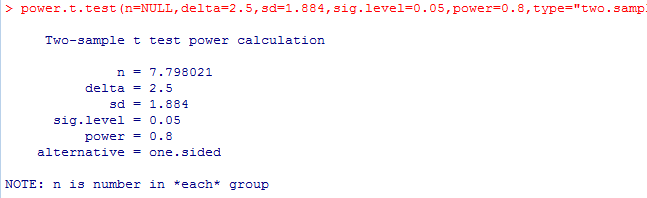 > power.t.test(n=NULL,delta=2.5,sd=1.884,sig.level=0.05,power=0.8,type="two.samp
Two-sample t test power calculation
n = 7.798021
delta = 2.5
sd = 1.884
sig.level = 0.05
power = 0.8
alternative = one.sided
NOTE: n is number in *each* group